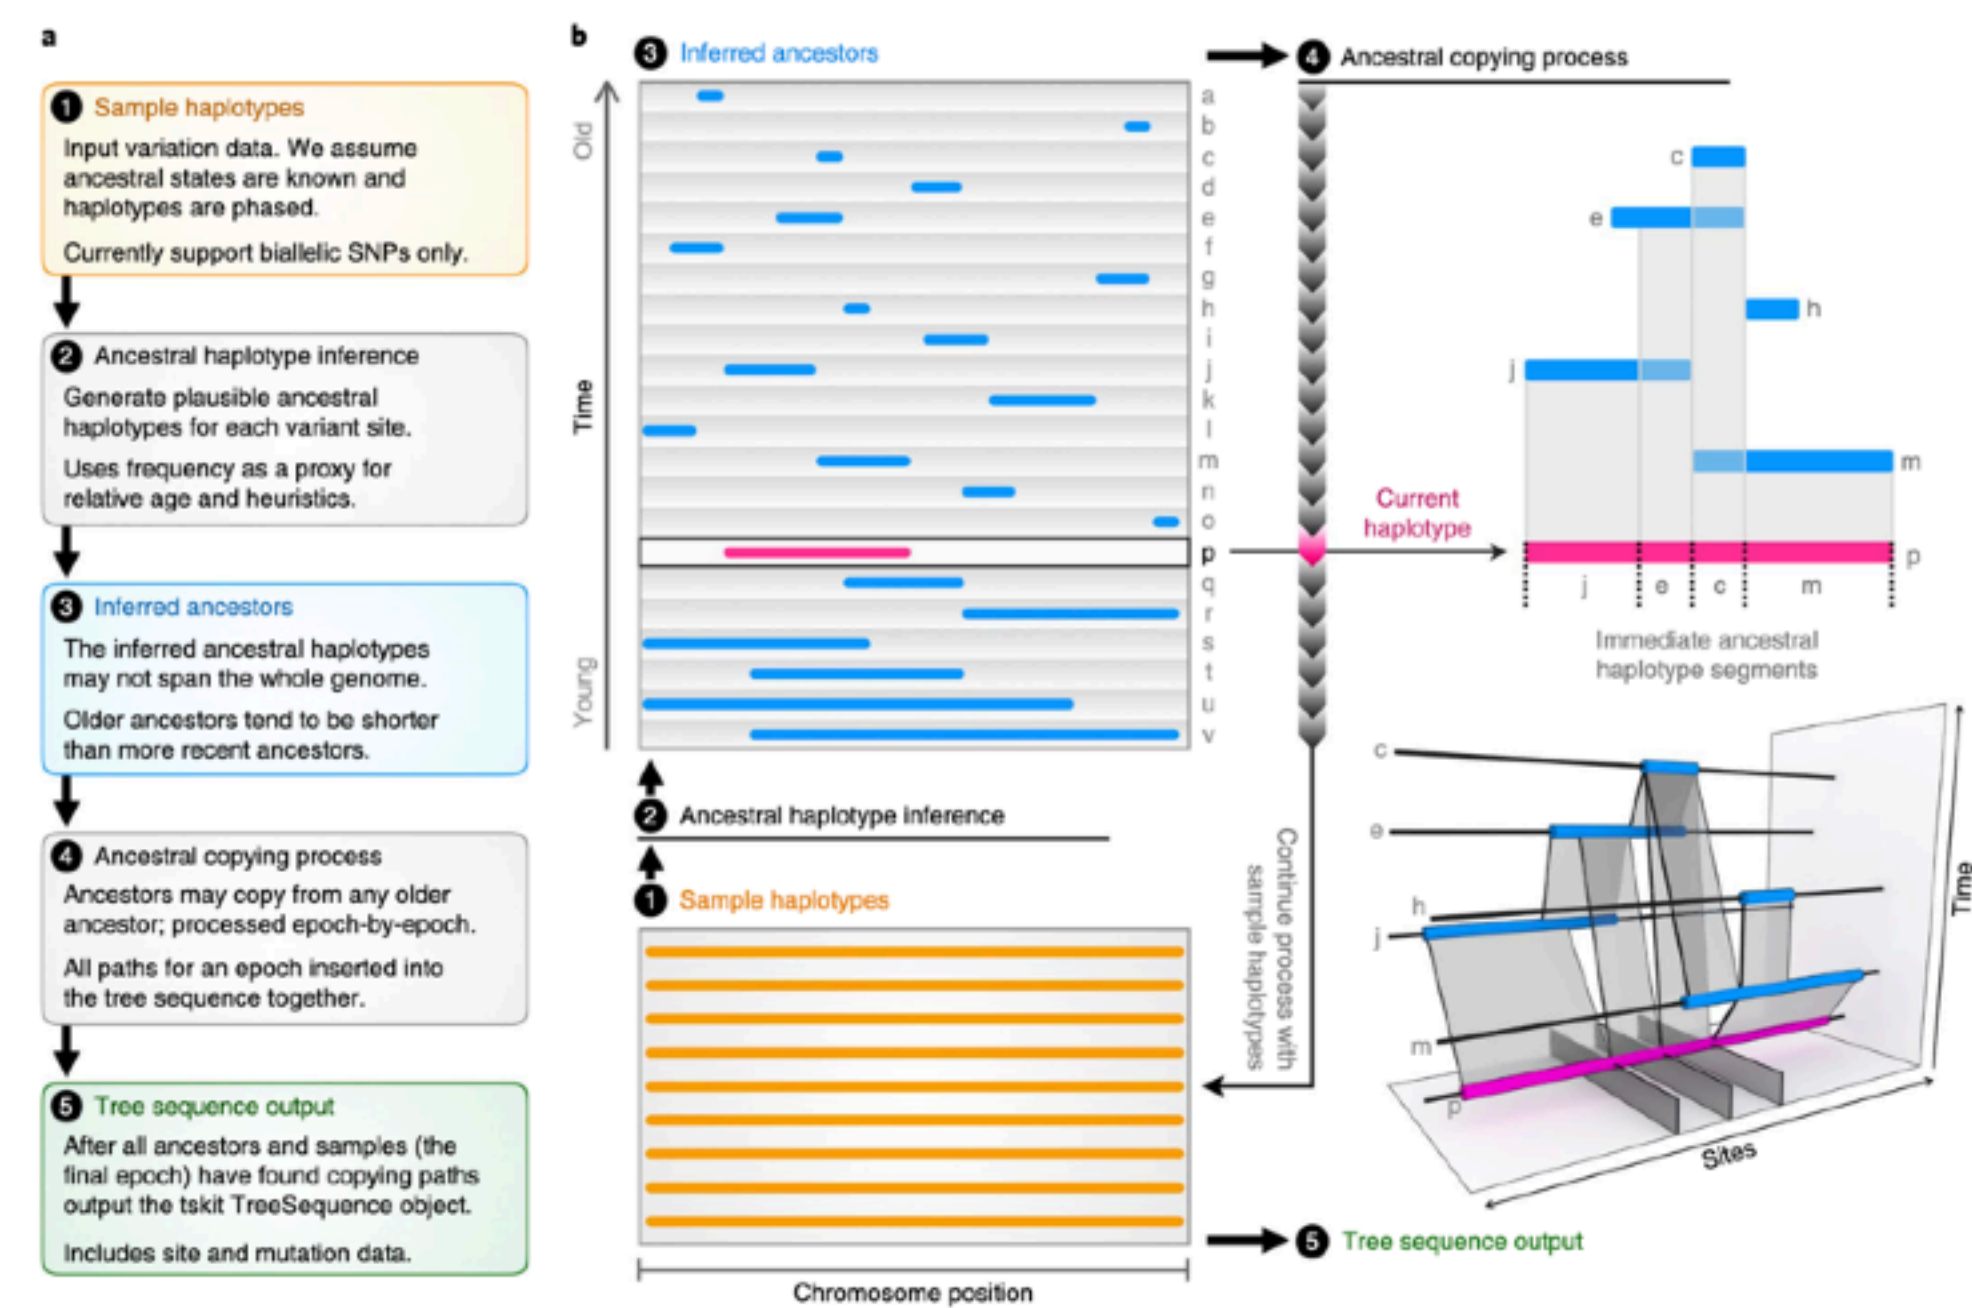 a
1 Sample haplotypes
Input variation data. We assume
ancestral states are known and
haplotypes are phased.
Currently support biallelic SNPs only.
2 Ancestral haplotype inference
Generate plausible ancestral
haplotypes for each variant site.
Uses frequency as a proxy for
relative age and heuristics.
3 Inferred ancestors
The inferred ancestral haplotypes
may not span the whole genome.
Older ancestors tend to be shorter
than more recent ancestors.
4 Ancestral copying process
Ancestors may copy from any older
ancestor; processed epoch-by-epoch.
All paths for an epoch inserted into
the tree sequence together.
5 Tree sequence output
After all ancestors and samples (the
final epoch) have found copying paths
output the tskit TreeSequence object.
Includes site and mutation data.
b
3 Inferred ancestors
Old
Time
Young
a
b
c
d
e
f
g
h
i
j
k
l
m
n
o
p
q
r
s
t
u
v
2 Ancestral haplotype inference
1 Sample haplotypes
Chromosome position
4 Ancestral copying process
Continue process with
sample haplotypes
Current
haplotype
c
e
h
j
m
p
j e c m
Immediate ancestral
haplotype segments
c
e
h
j
m
p
Time
Sites
5 Tree sequence output